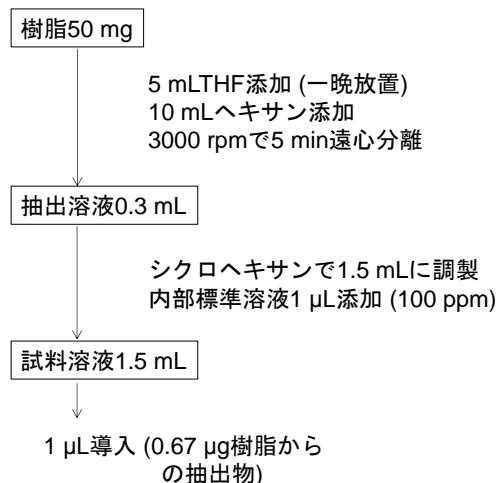 樹脂50 mg
5 mLTHF添加 (一晩放置)
10 mLヘキサン添加
3000 rpmで5 min遠心分離
抽出溶液0.3 mL
シクロヘキサンで1.5 mLに調製
内部標準溶液1 µL添加 (100 ppm)
試料溶液1.5 mL
1 µL導入 (0.67 µg樹脂から
の抽出物)